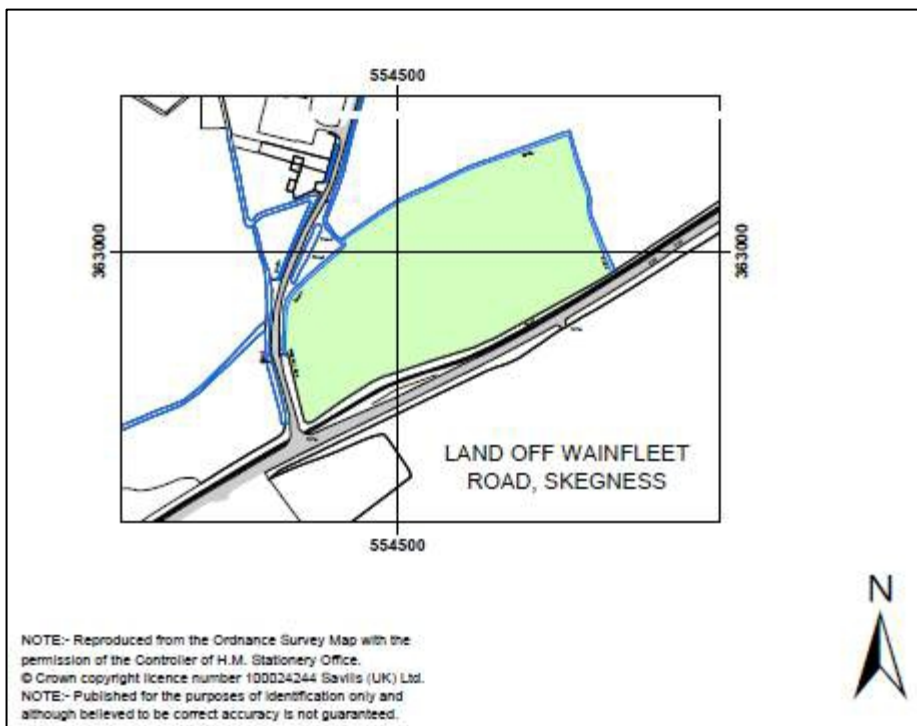 554500
363000
363000
LAND OFF WAINFLEET
ROAD, SKEGNESS
554500
N
NOTE:- Reproduced from the Ordnance Survey Map with the
permission of the Controller of H.M. Stationery Office.
© Crown copyright licence number 100024244 Savills (UK) Ltd.
NOTE:- Published for the purposes of identification only and
although believed to be correct accuracy is not guaranteed.